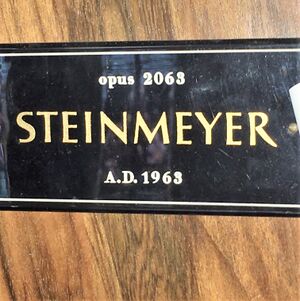 opus 2063
STEINMEYER
A.D. 1963